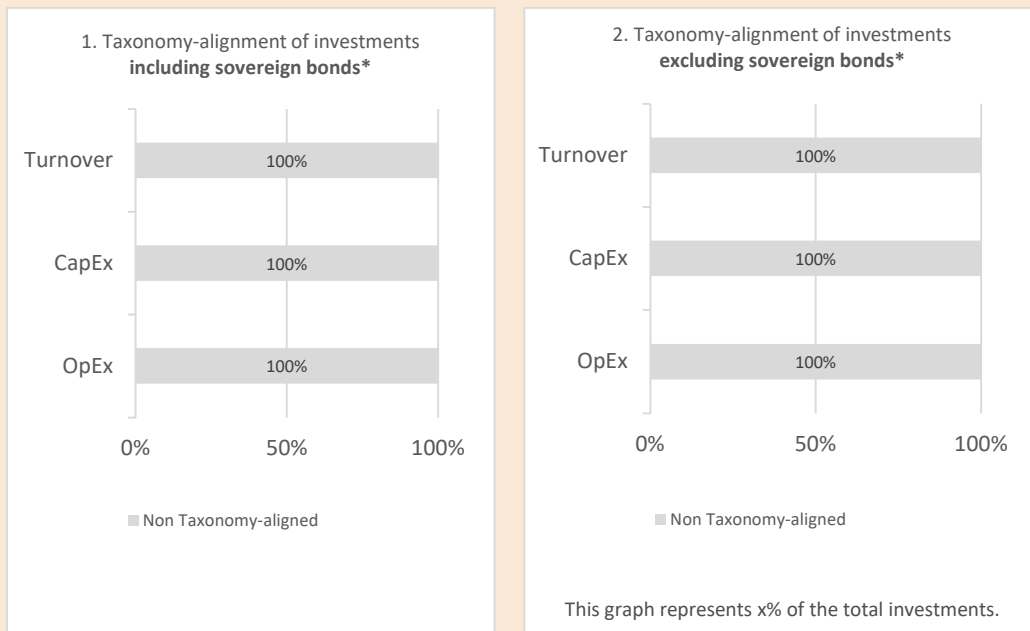 1. Taxonomy-alignment of investments
including sovereign bonds*
Turnover
100%
CapEx
100%
OpEx
100%
0%
50%
100%
Non Taxonomy-aligned
2. Taxonomy-alignment of investments
excluding sovereign bonds*
Turnover
100%
CapEx
100%
OpEx
100%
0%
50%
100%
Non Taxonomy-aligned
This graph represents x% of the total investments.